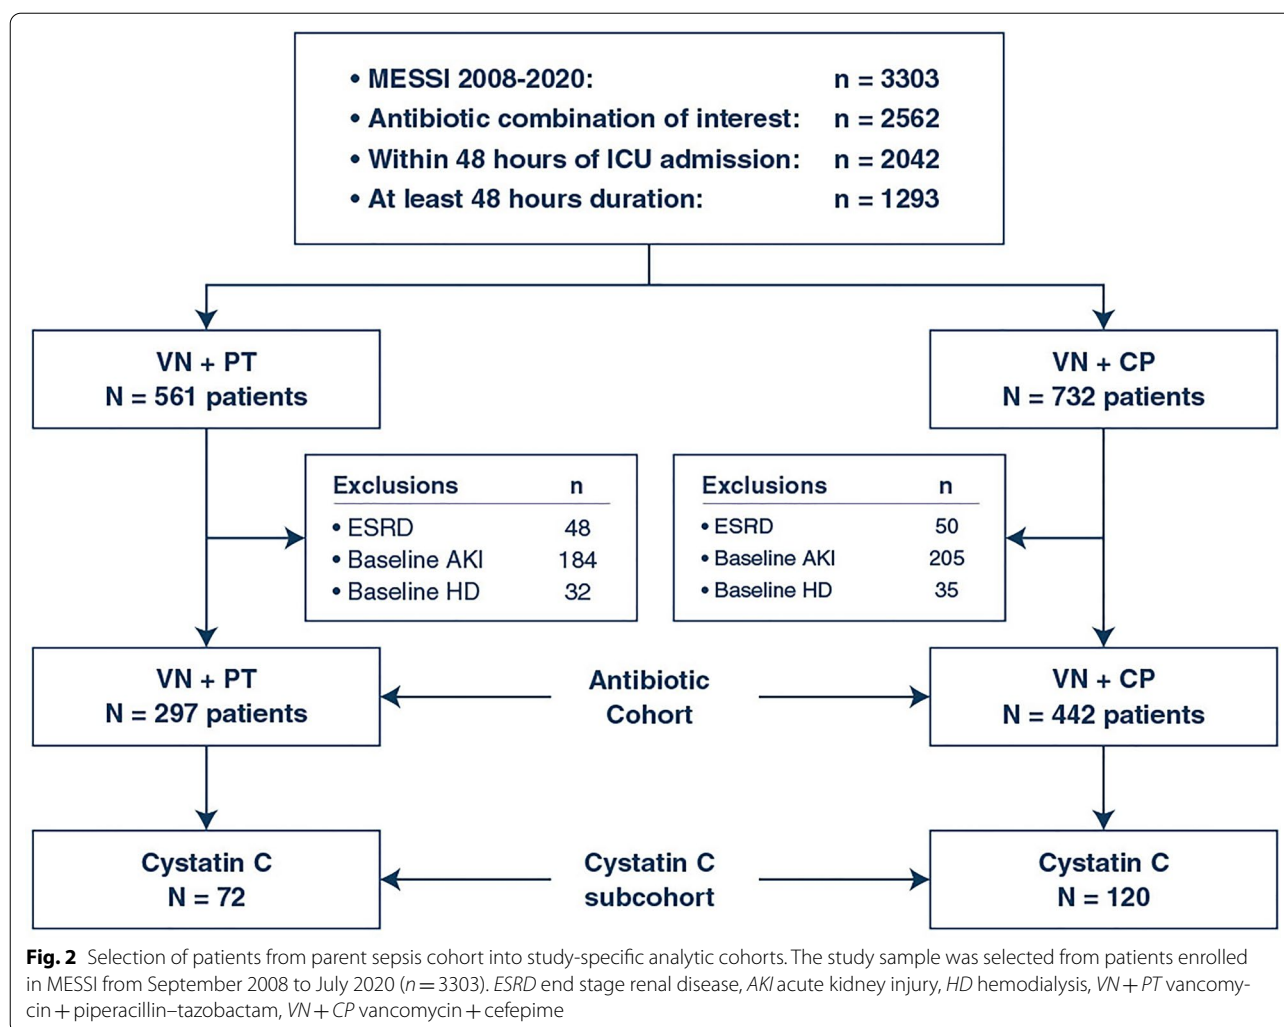 • MESSI 2008-2020: n = 3303
• Antibiotic combination of interest: n = 2562
• Within 48 hours of ICU admission: n = 2042
• At least 48 hours duration: n = 1293
VN + PT
N = 561 patients
VN + CP
N = 732 patients
Exclusions n
• ESRD 48
• Baseline AKI 184
• Baseline HD 32
Exclusions n
• ESRD 50
• Baseline AKI 205
• Baseline HD 35
VN + PT
N = 297 patients
Antibiotic
Cohort
VN + CP
N = 442 patients
Cystatin C
N = 72
Cystatin C
subcohort
Cystatin C
N = 120
Fig. 2 Selection of patients from parent sepsis cohort into study-specific analytic cohorts. The study sample was selected from patients enrolled
in MESSI from September 2008 to July 2020 (n = 3303). ESRD end stage renal disease, AKI acute kidney injury, HD hemodialysis, VN + PT vancomy-
cin + piperacillin–tazobactam, VN + CP vancomycin + cefepime